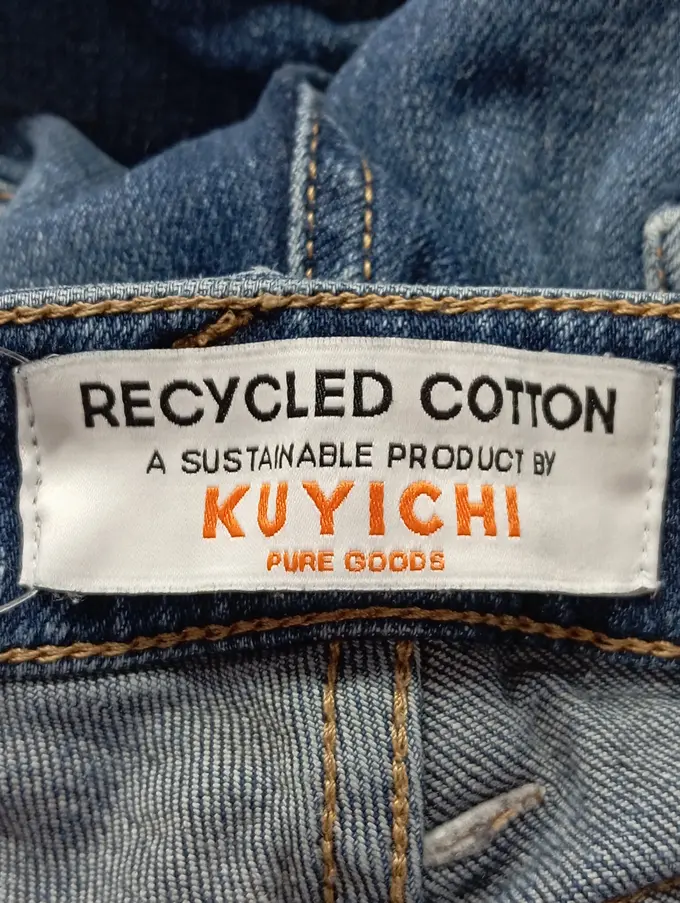 RECYCLED COTTON
A SUSTAINABLE PRODUCT BY
KUYICHI
PURE GOODS